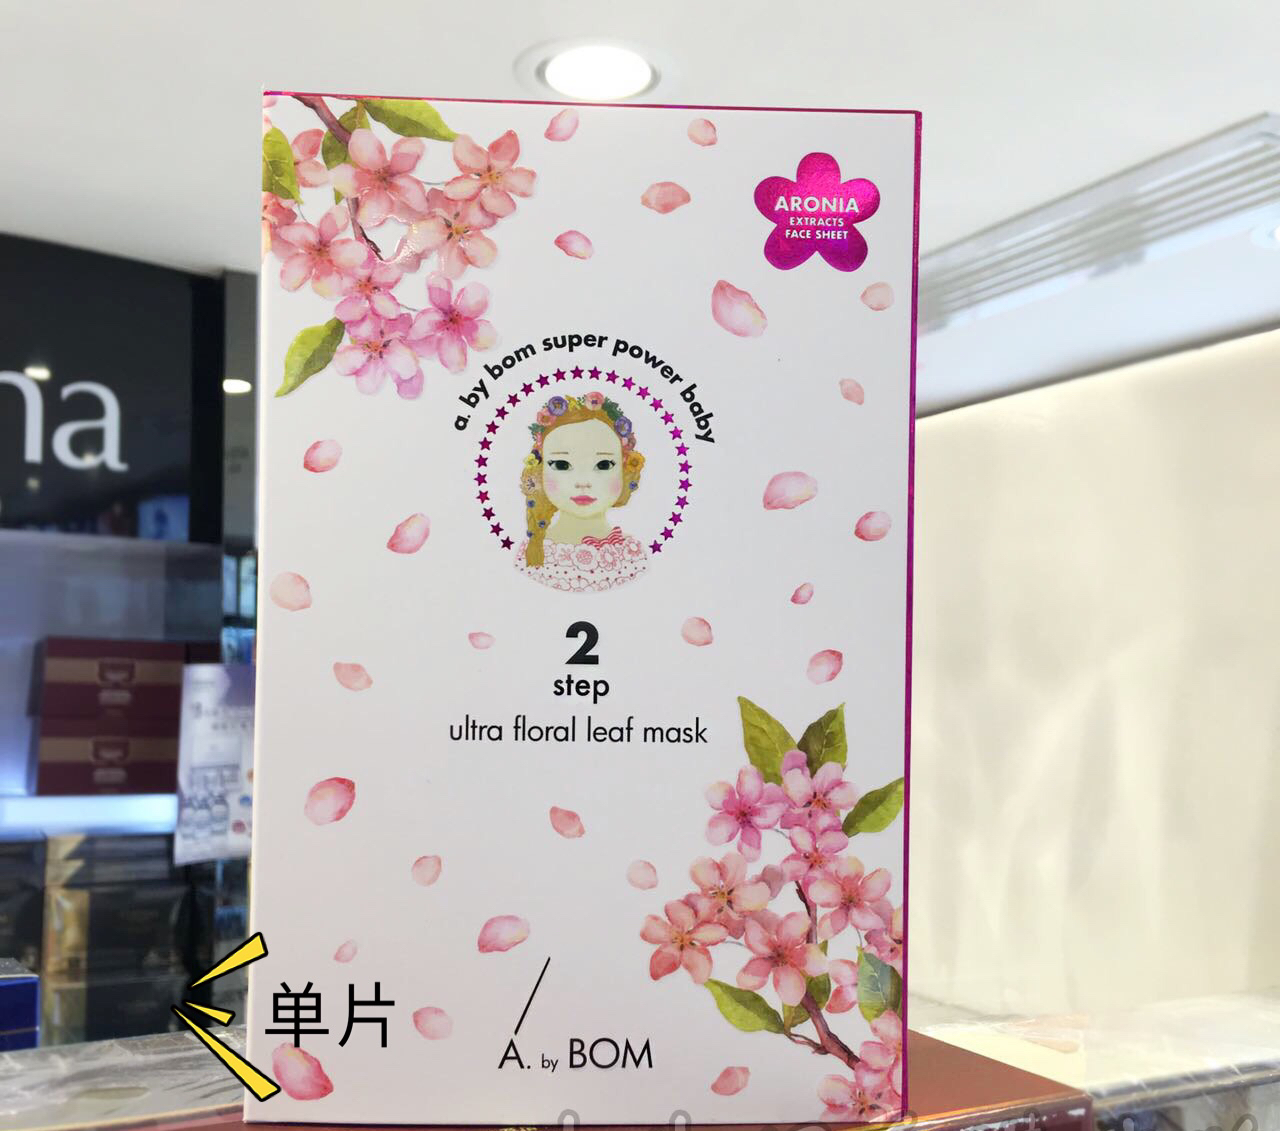 ARONIA
EXTRACTS
FACE SHEET
a. by bom super power baby
na
2
step
ultra floral leaf mask
单片
A. by BOM